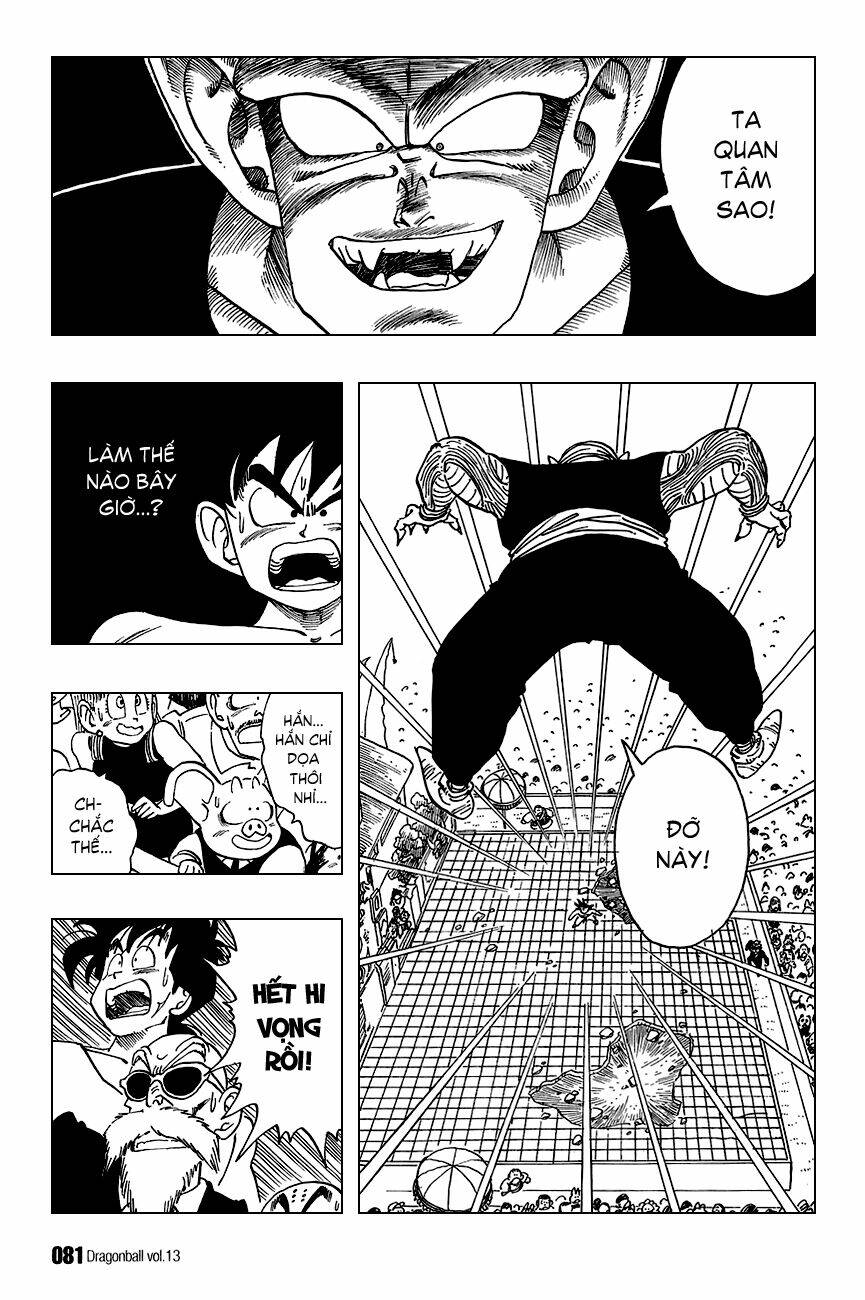 TA
QUAN
TÂM
SAO!
LÀM THẾ
NÀO BÂY
GIỜ...?
ĐỠ
NÀY!
HẮN...
HẮN CHỈ
DỌA
THÔI
NHỈ...
CH-
CHẮC
THẾ...
HẾT HI
VỌNG
RỒI!
081 Dragonball vol.13